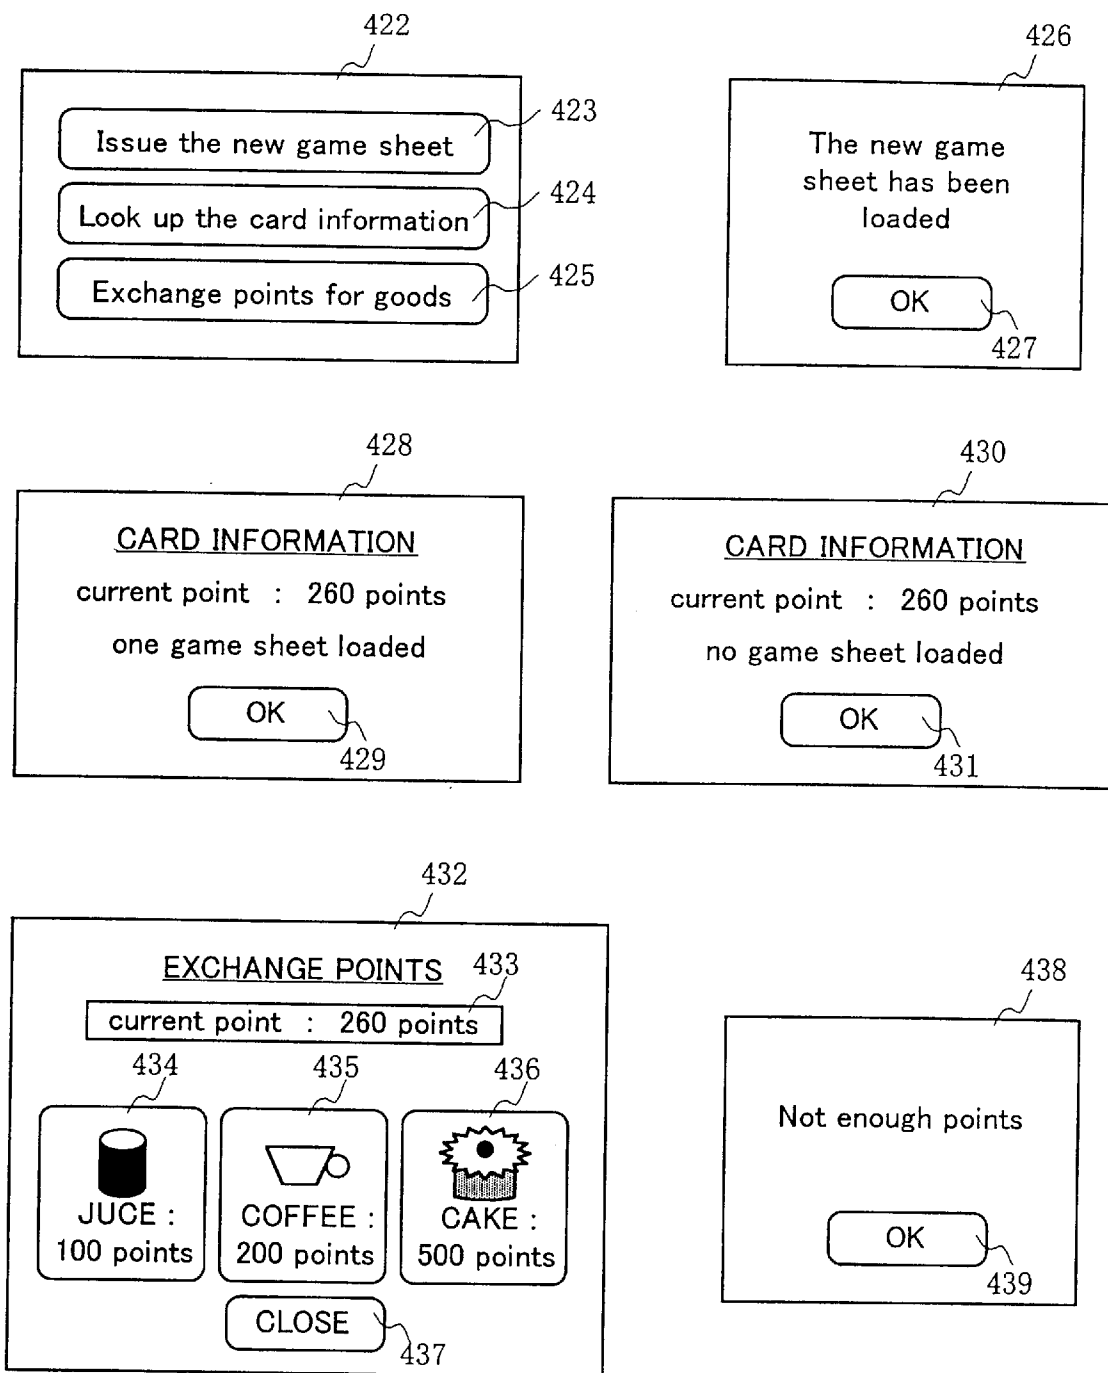 422
Issue the new game sheet
423
Look up the card information
424
Exchange points for goods
425
426
The new game
sheet has been
loaded
OK
427
428
CARD INFORMATION
current point : 260 points
one game sheet loaded
OK
429
430
CARD INFORMATION
current point : 260 points
no game sheet loaded
OK
431
432
EXCHANGE POINTS
433
current point : 260 points
434
JUCE :
100 points
435
COFFEE :
200 points
436
CAKE :
500 points
CLOSE
437
438
Not enough points
OK
439